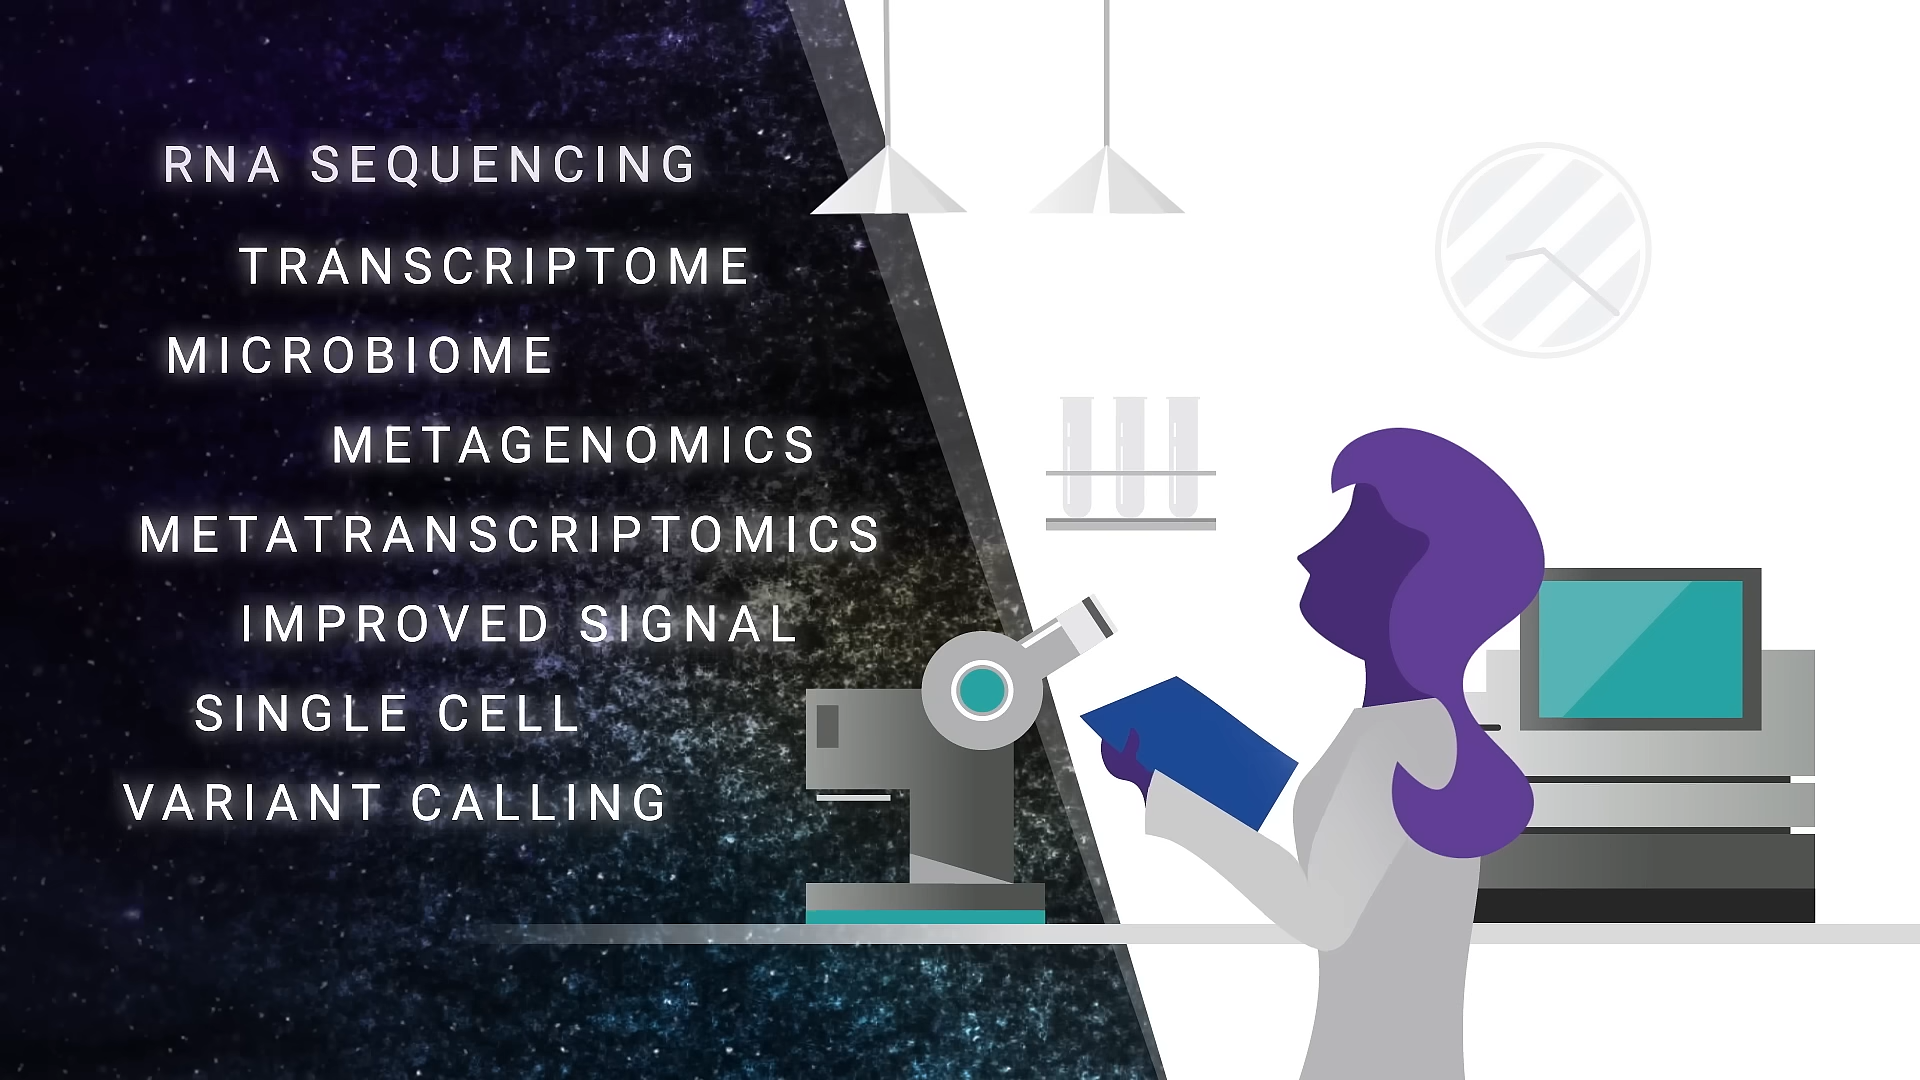 RNA SEQUENCING
TRANSCRIPTOME
MICROBIOME
METAGENOMICS
METATRANSCRIPTOMICS
IMPROVED SIGNAL
SINGLE CELL
VARIANT CALLING